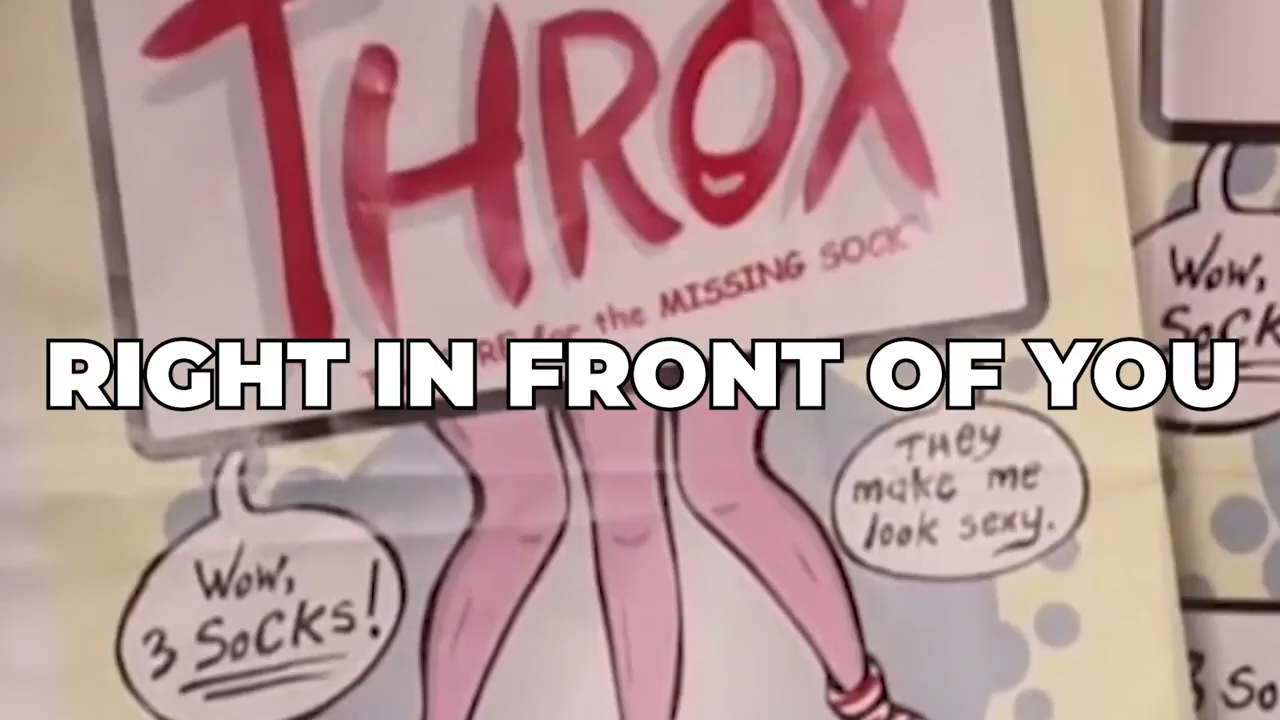 THROX
for the MISSING SOCK
RIGHT IN FRONT OF YOU
THEY
make me
look sexy.
Wow,
3 SOCKS!
Wow,
SOCK
3 So